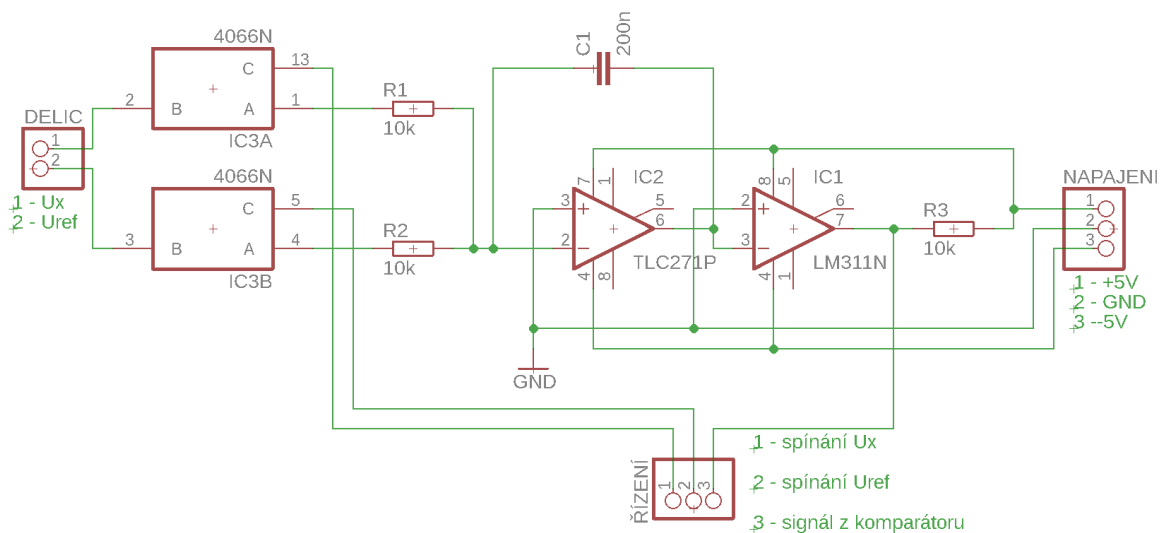 4066N
C
13
2
B
A
1
IC3A
DELIC
1
2
1 - Ux
2 - Uref
4066N
C
5
3
B
A
4
IC3B
R1
10k
R2
10k
C1
200n
IC2
7
1
3
5
6
2
4
8
TLC271P
GND
IC1
8
5
2
6
7
3
4
1
LM311N
R3
10k
NAPAJENI
1
2
3
1 - +5V
2 - GND
3 --5V
ŘÍZENÍ
1
2
3
1 - spínání Ux
2 - spínání Uref
3 - signál z komparátoru